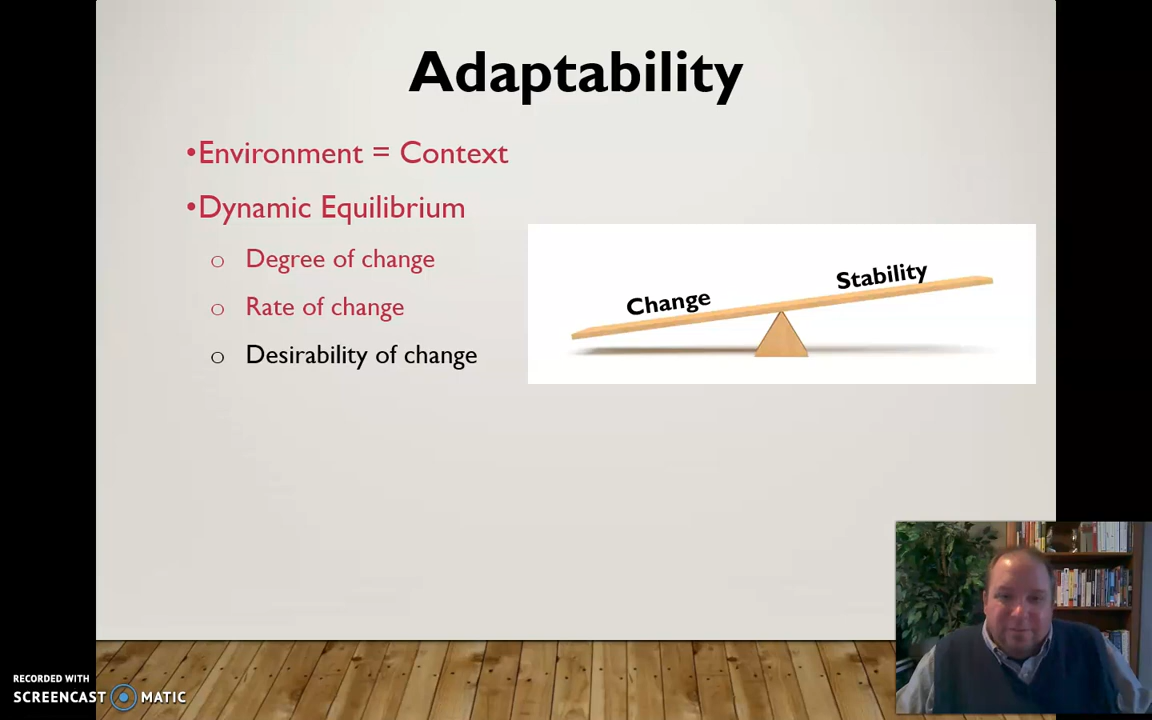 Adaptability
•Environment = Context
•Dynamic Equilibrium
o Degree of change
o Rate of change
o Desirability of change
Change
Stability
RECORDED WITH
SCREENCAST MATIC